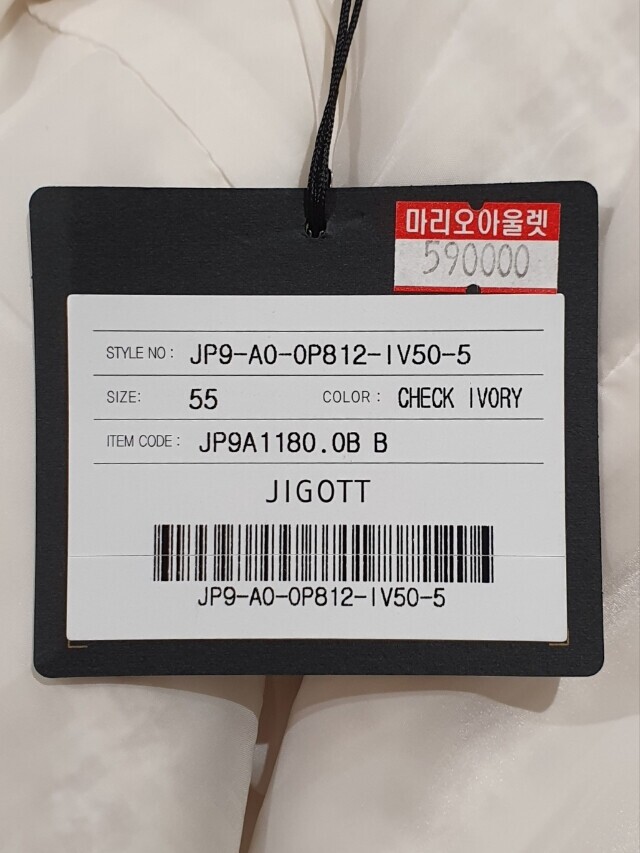 마리오아울렛
590000
STYLE NO : JP9-A0-0P812-IV50-5
SIZE: 55 COLOR : CHECK IVORY
ITEM CODE : JP9A1180.0B B
JIGOTT
JP9-A0-0P812-IV50-5